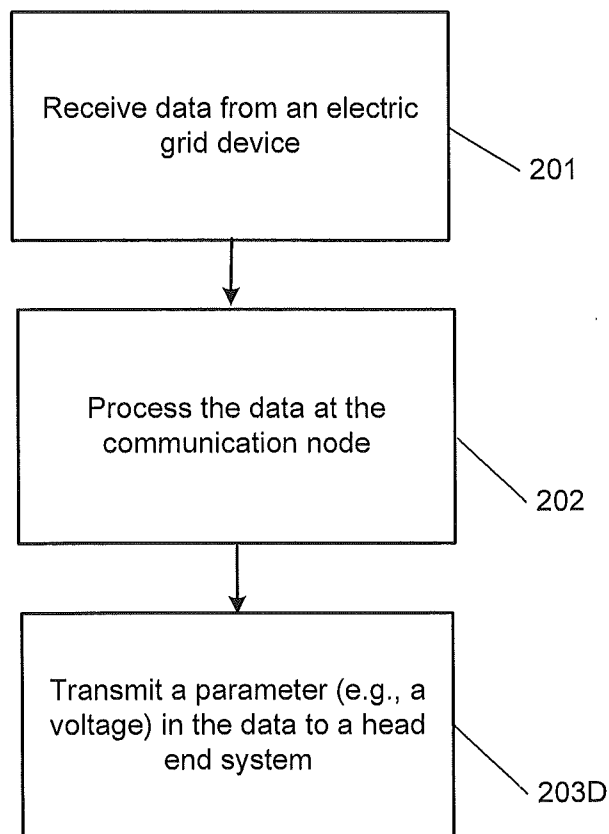 Receive data from an electric
grid device
201
Process the data at the
communication node
202
Transmit a parameter (e.g., a
voltage) in the data to a head
end system
203D